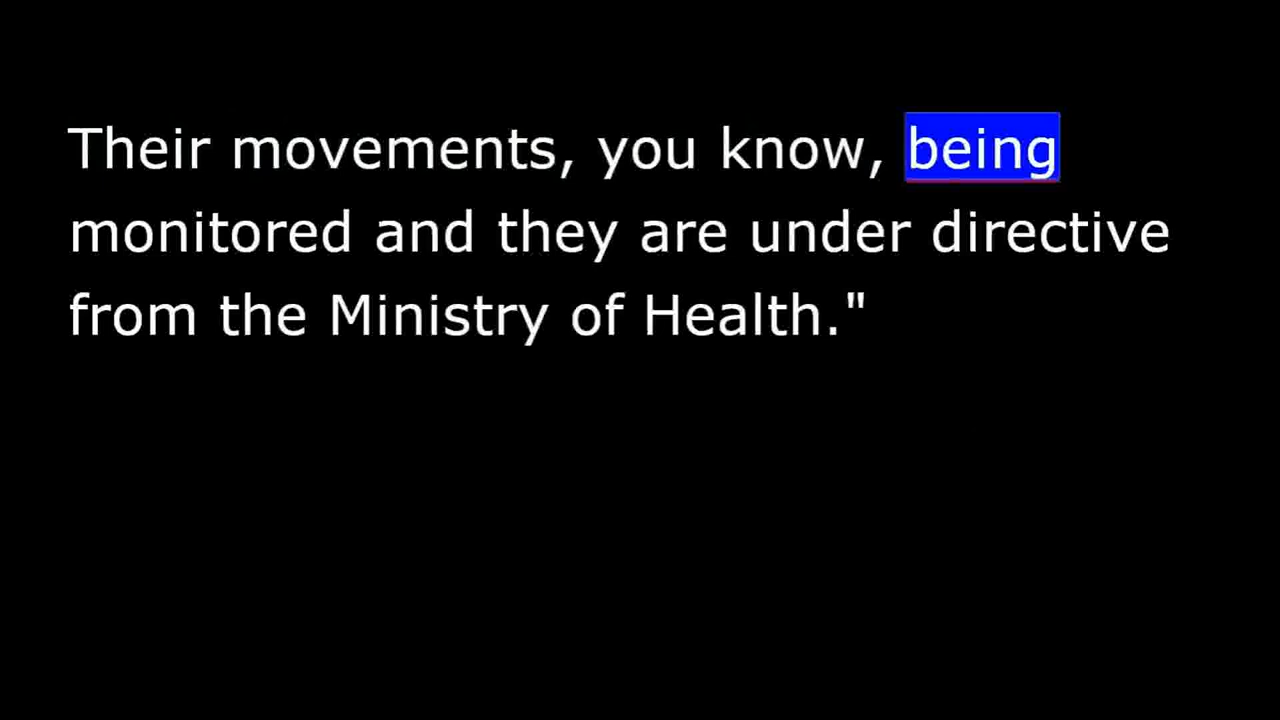 Their movements, you know, being
monitored and they are under directive
from the Ministry of Health."